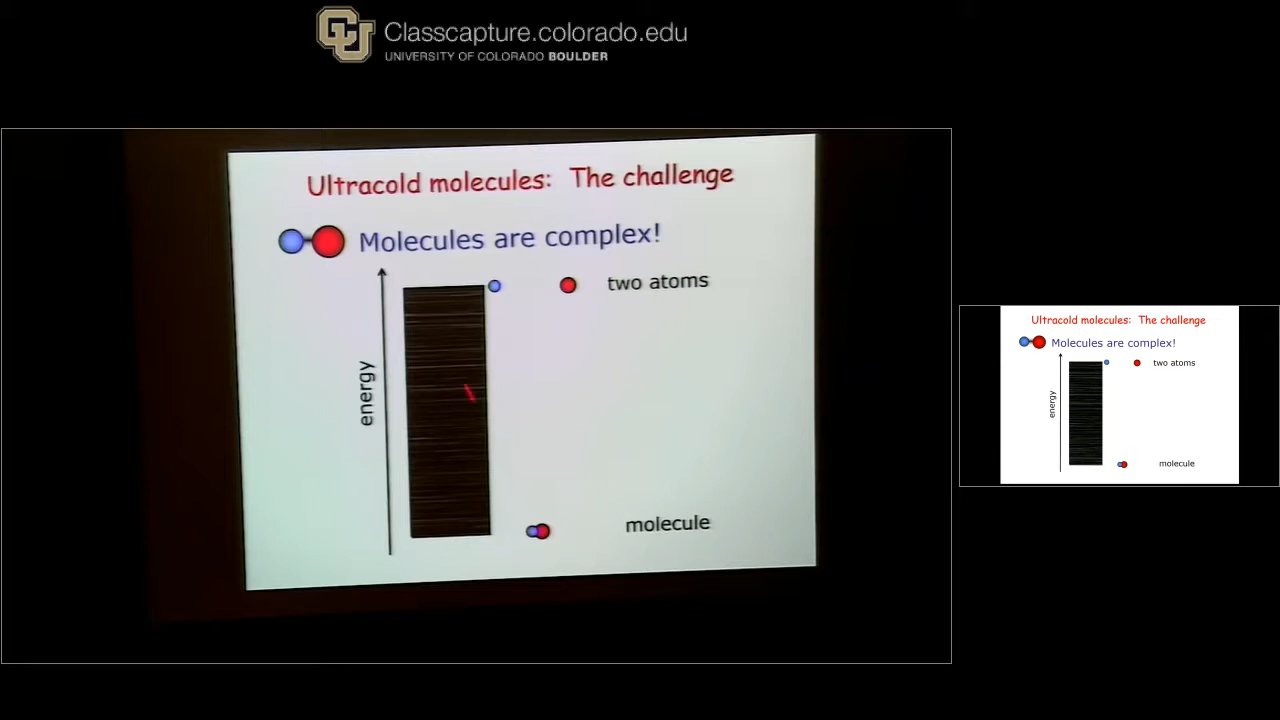 CU
Classcapture.colorado.edu
UNIVERSITY OF COLORADO BOULDER
Ultracold molecules: The challenge
Molecules are complex!
two atoms
energy
molecule
Ultracold molecules: The challenge
Molecules are complex!
two atoms
energy
molecule